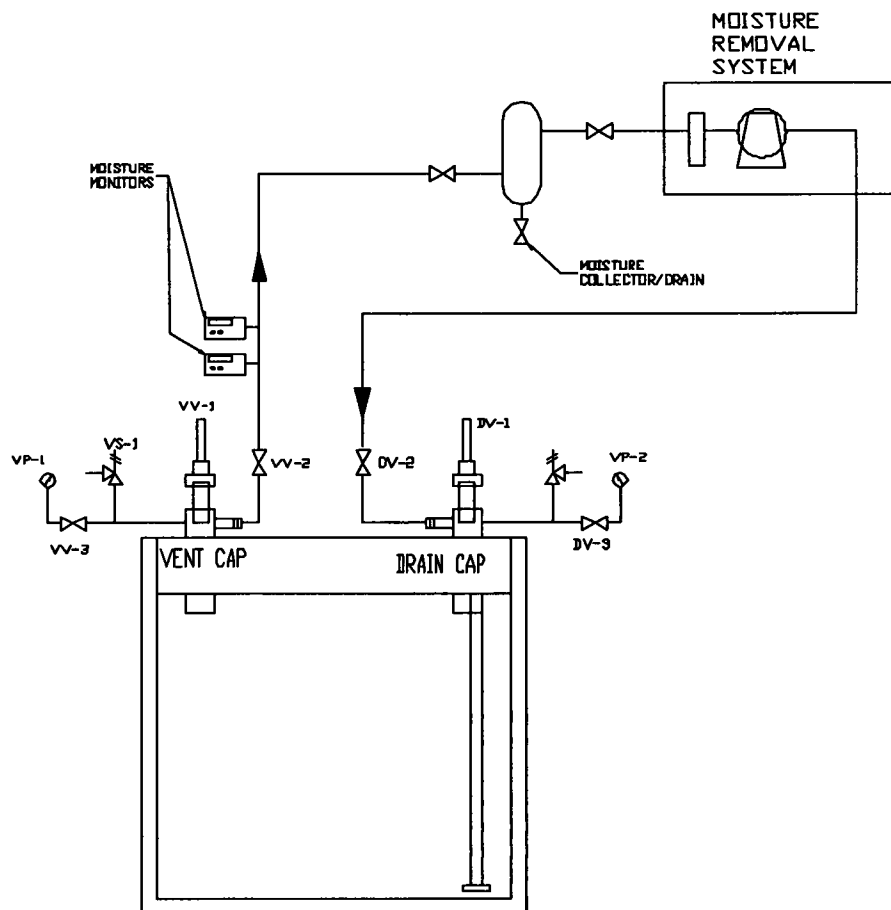 MOISTURE
REMOVAL
SYSTEM
MOISTURE
MONITORS
MOISTURE
COLLECTOR/DRAIN
VV-1
DV-1
VS-1
VP-1
VV-2
DV-2
VP-2
VV-3
DV-3
VENT CAP
DRAIN CAP